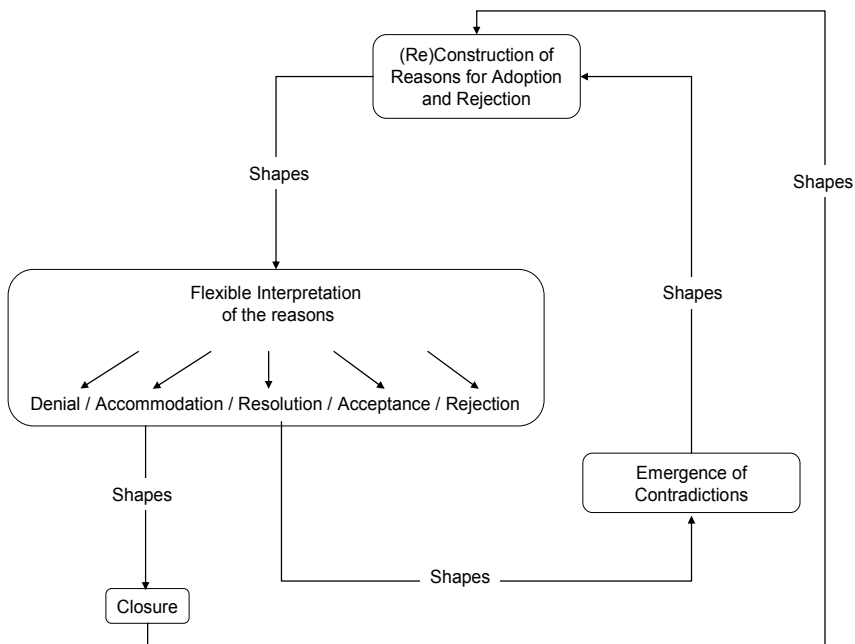 (Re)Construction of
Reasons for Adoption
and Rejection
Shapes
Shapes
Flexible Interpretation
of the reasons
Shapes
Denial / Accommodation / Resolution / Acceptance / Rejection
Emergence of
Contradictions
Shapes
Shapes
Closure